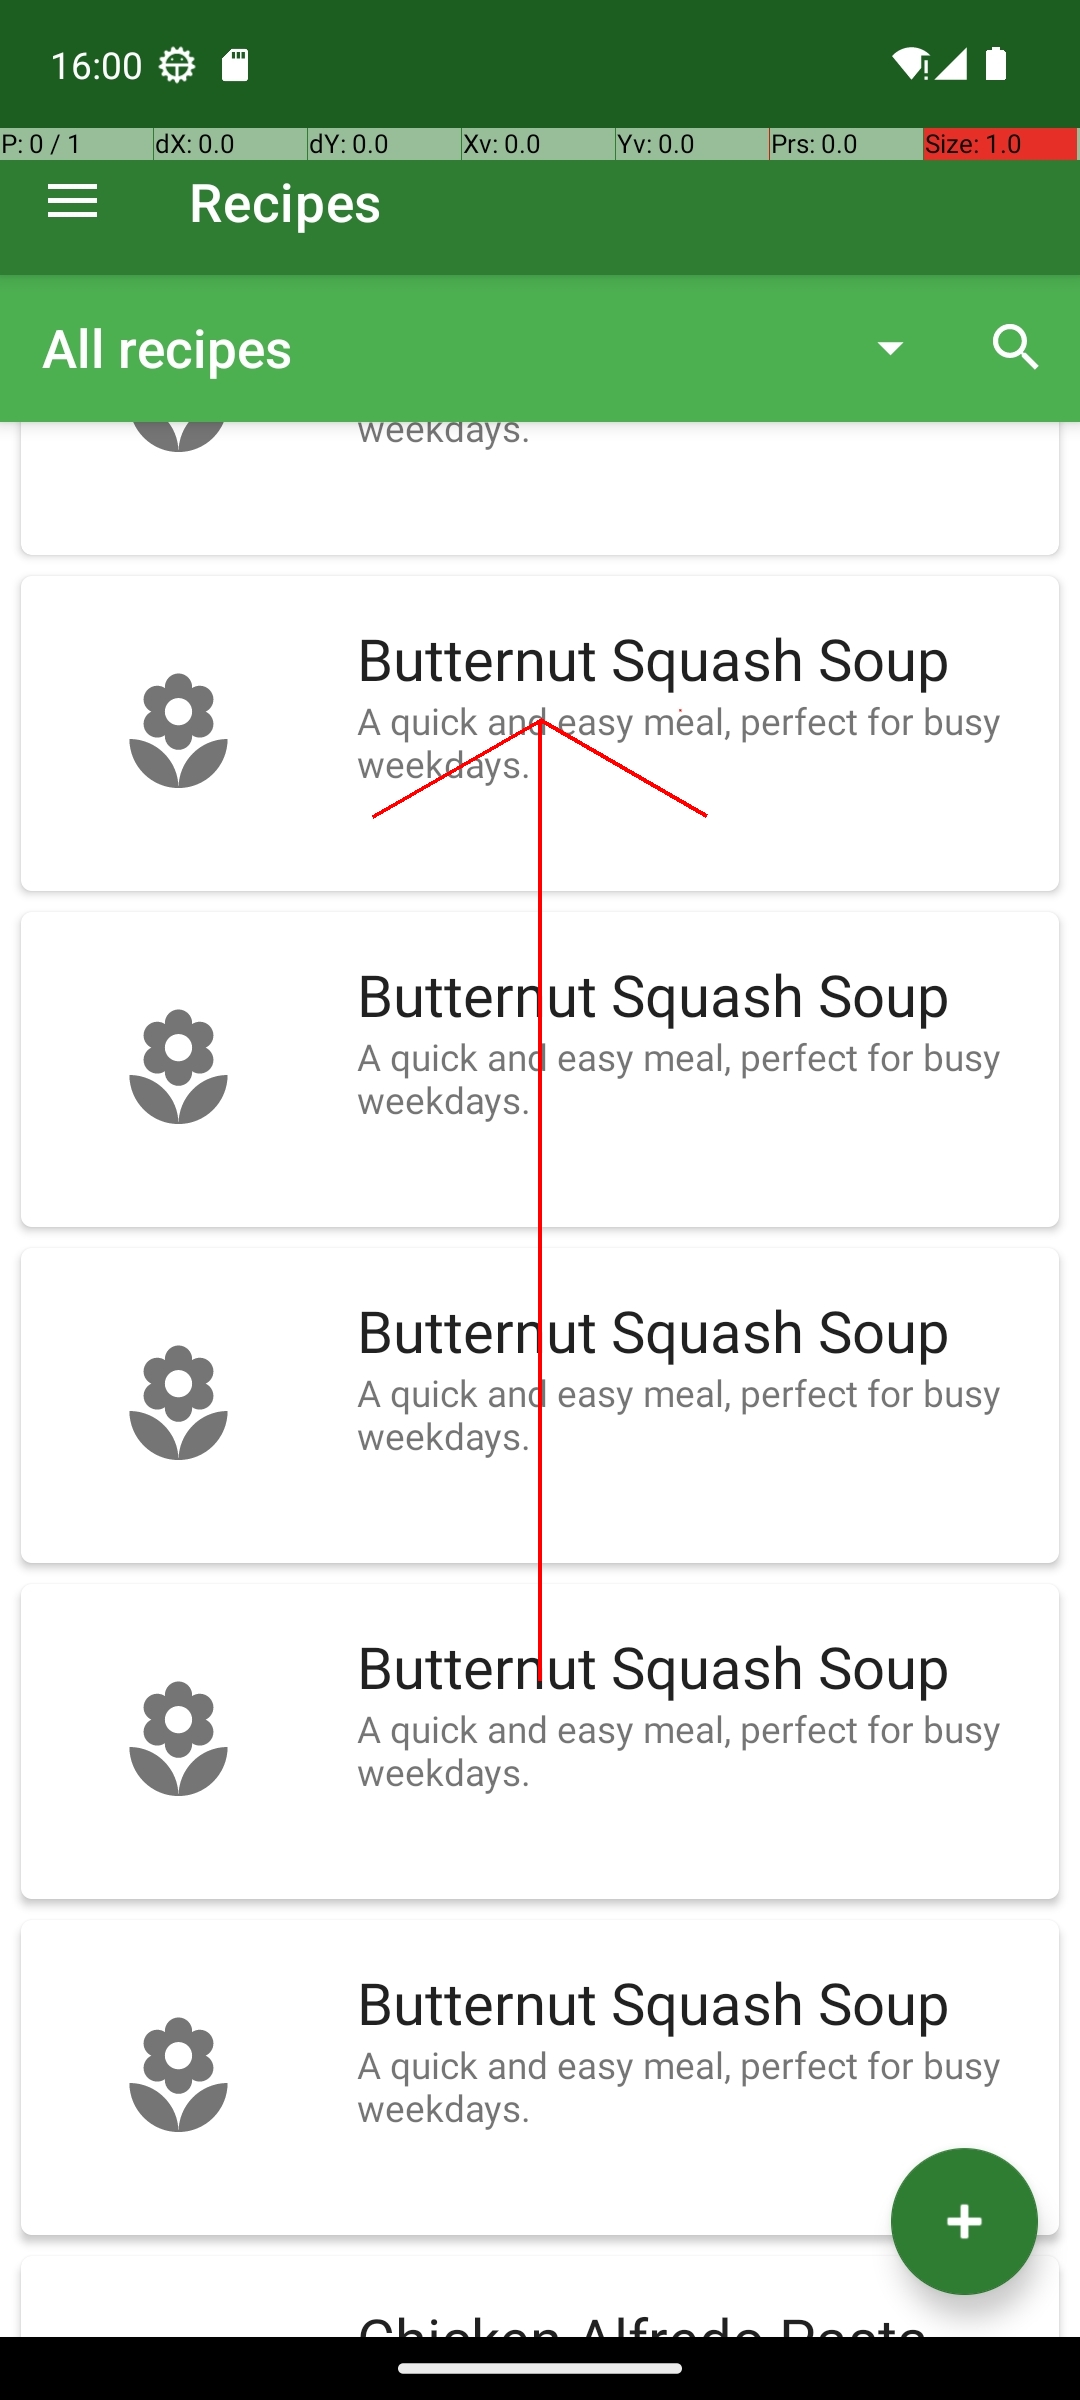 16:00
P: 0 / 1 dX: 0.0 dY: 0.0 Xv: 0.0 Yv: 0.0 Prs: 0.0 Size: 1.0
Recipes
All recipes
weekdays.
Butternut Squash Soup
A quick and easy meal, perfect for busy
weekdays.
Butternut Squash Soup
A quick and easy meal, perfect for busy
weekdays.
Butternut Squash Soup
A quick and easy meal, perfect for busy
weekdays.
Butternut Squash Soup
A quick and easy meal, perfect for busy
weekdays.
Butternut Squash Soup
A quick and easy meal, perfect for busy
weekdays.
Chicken Alfredo Pasta